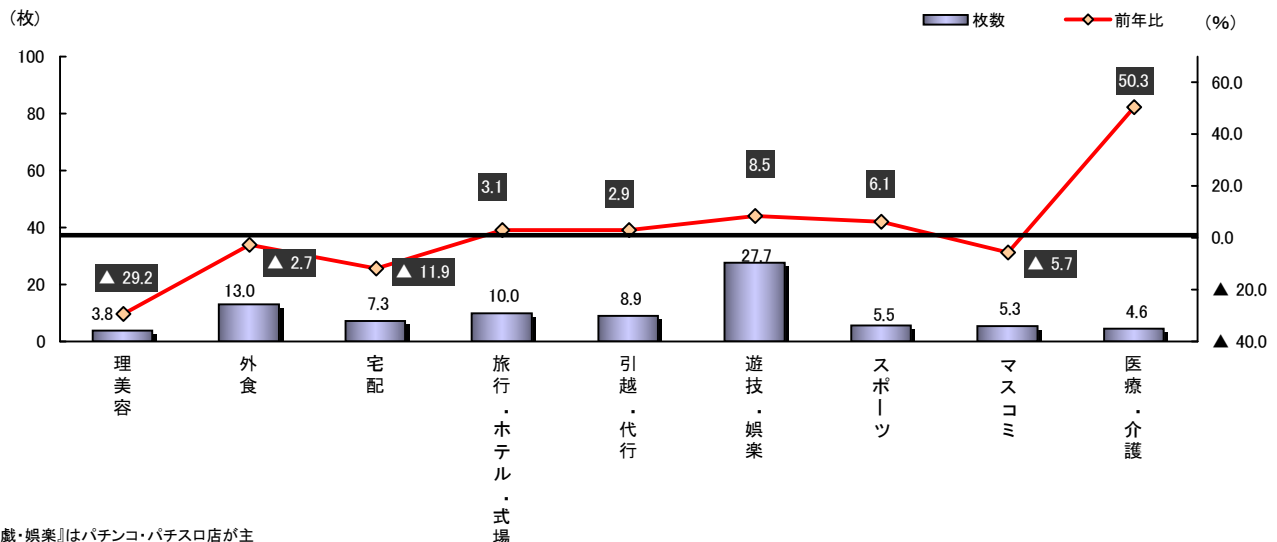 （枚）
枚数
前年比
（%）
100
80
60
40
20
0
60.0
40.0
20.0
0.0
▲ 20.0
▲ 40.0
▲ 29.2
▲ 2.7
▲ 11.9
3.1
2.9
8.5
6.1
▲ 5.7
50.3
3.8
13.0
7.3
10.0
8.9
27.7
5.5
5.3
4.6
理美容
外食
宅配
旅行・ホテル・式場
引越・代行
遊技・娯楽
スポーツ
マスコミ
医療・介護
戯・娯楽』はパチンコ・パチスロ店が主